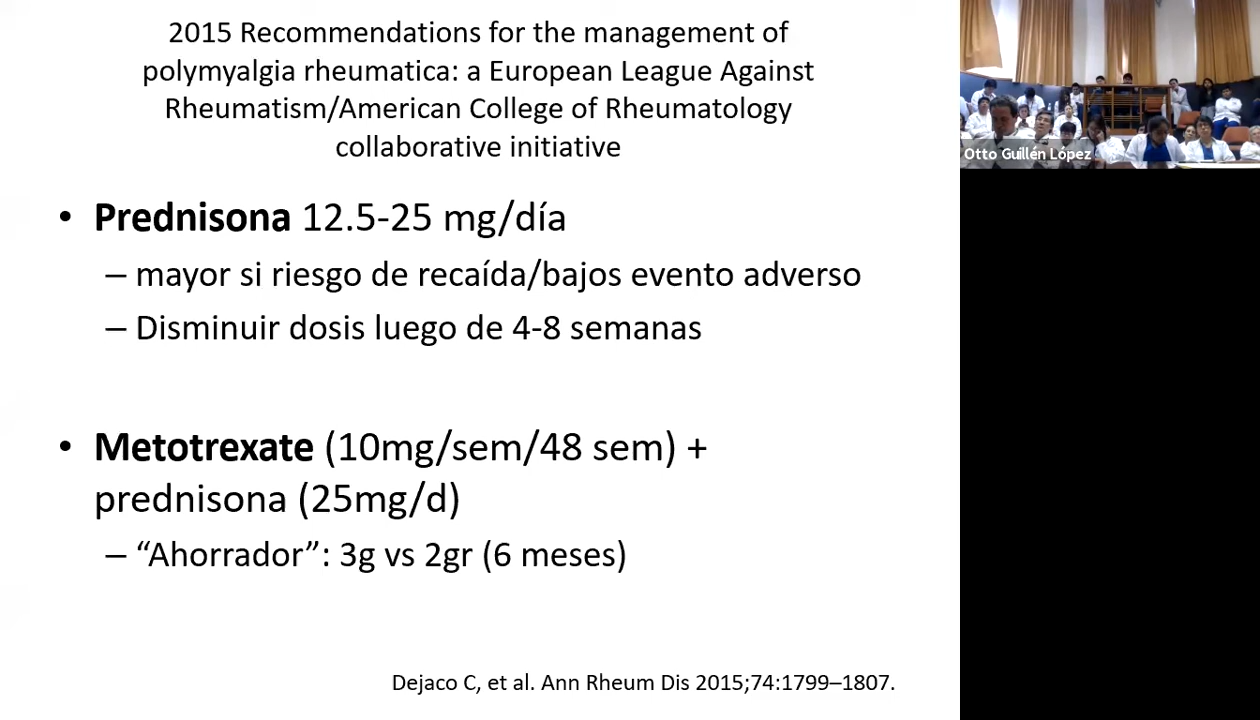 2015 Recommendations for the management of
polymyalgia rheumatica: a European League Against
Rheumatism/American College of Rheumatology
collaborative initiative
• Prednisona 12.5-25 mg/día
– mayor si riesgo de recaída/bajos evento adverso
– Disminuir dosis luego de 4-8 semanas
• Metotrexate (10mg/sem/48 sem) +
prednisona (25mg/d)
– “Ahorrador”: 3g vs 2gr (6 meses)
Dejaco C, et al. Ann Rheum Dis 2015;74:1799–1807.
Otto Guillén López